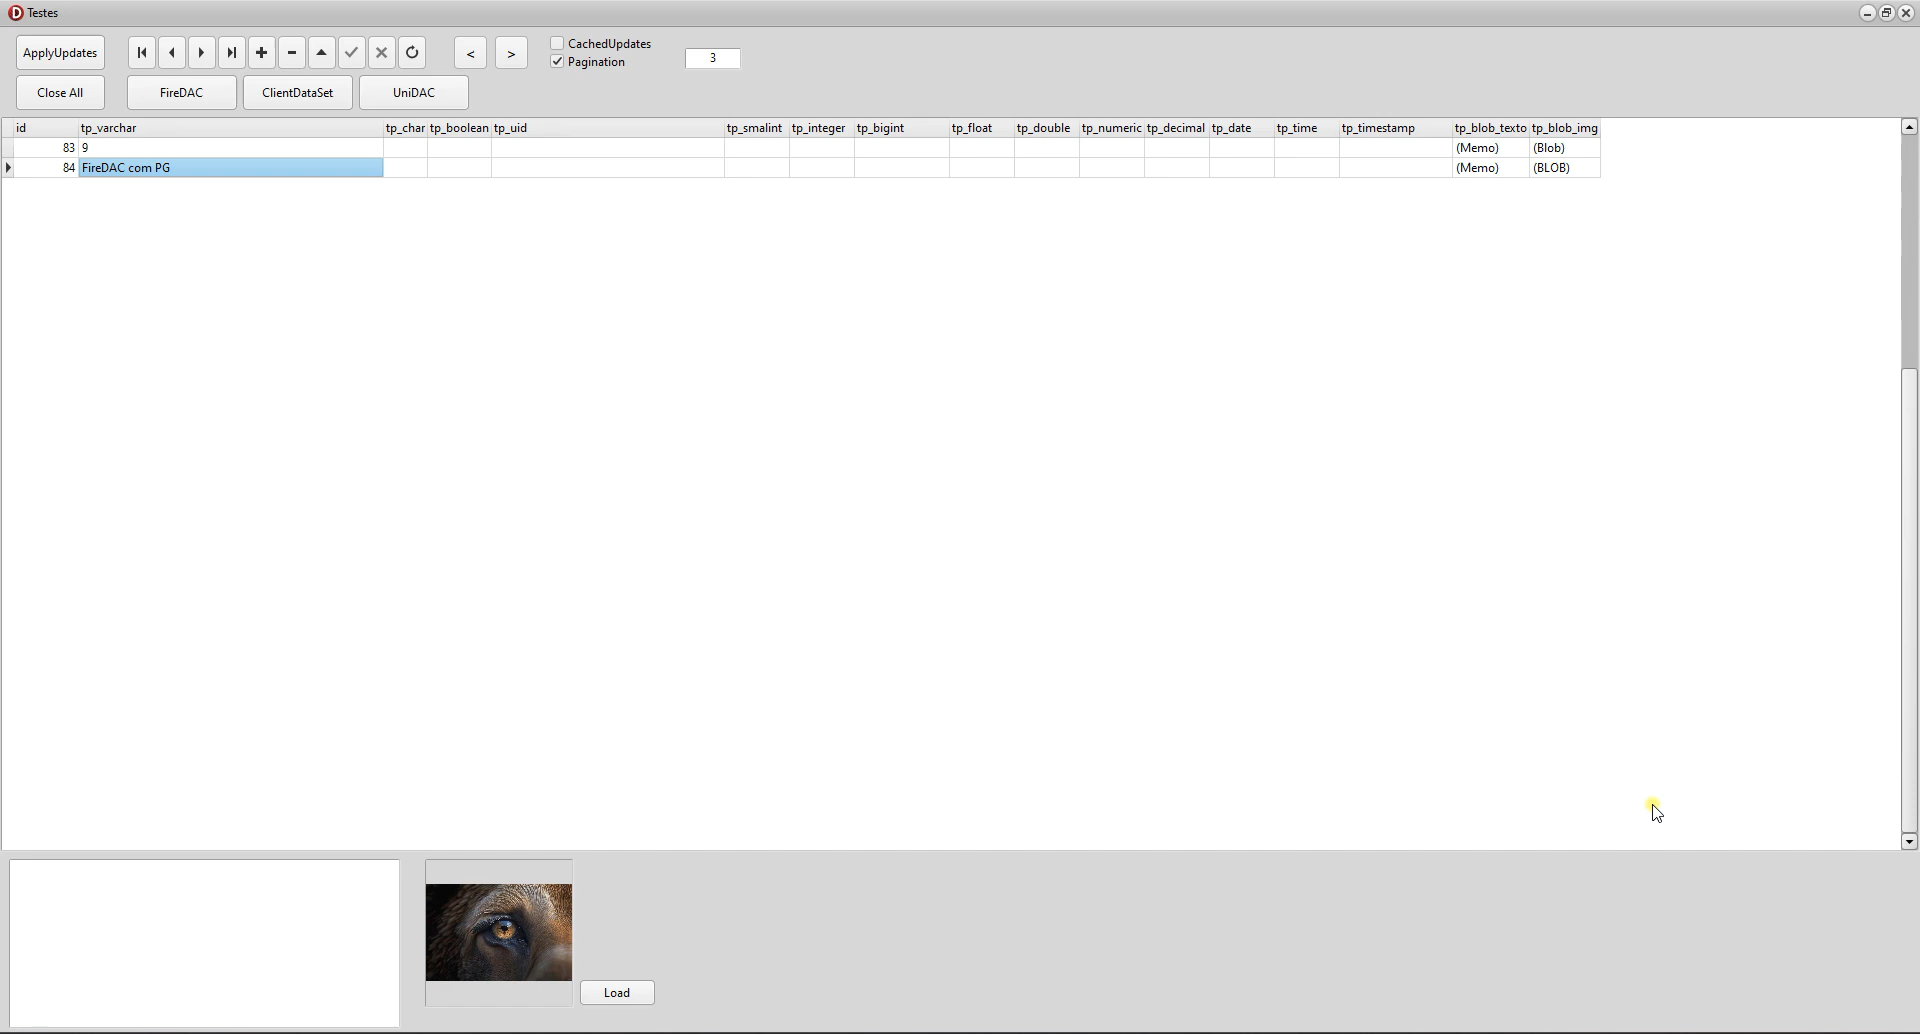 Testes
ApplyUpdates
< >
CachedUpdates
Pagination
3
Close All FireDAC ClientDataSet UniDAC
id tp_varchar tp_char tp_boolean tp_uid tp_smalint tp_integer tp_bigint tp_float tp_double tp_numeric tp_decimal tp_date tp_time tp_timestamp tp_blob_texto tp_blob_img
83 9 (Memo) (Blob)
84 FireDAC com PG (Memo) (BLOB)
Load